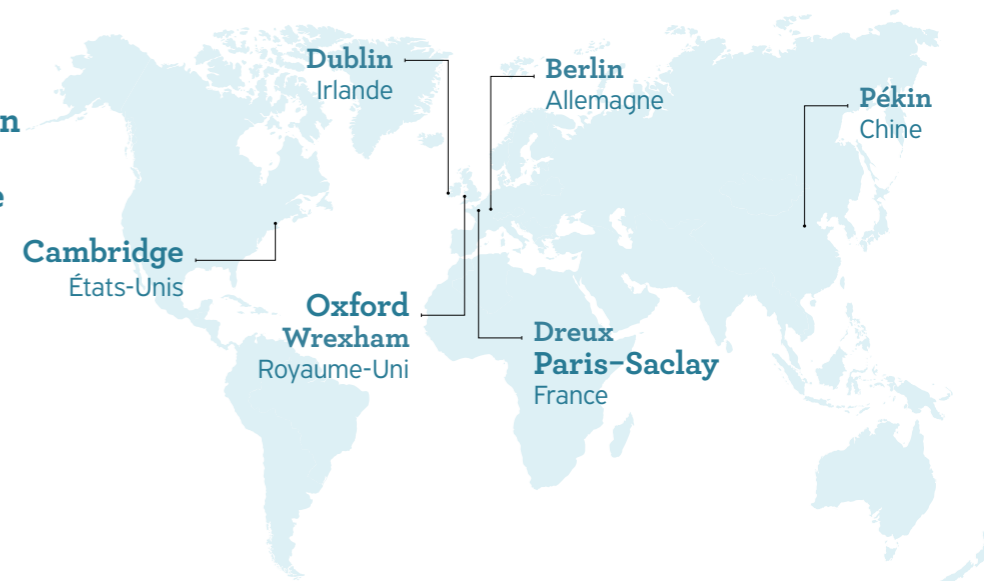 Dublin
Irlande
Berlin
Allemagne
Pékin
Chine
n
e
Cambridge
États-Unis
Oxford
Wrexham
Royaume-Uni
Dreux
Paris-Saclay
France